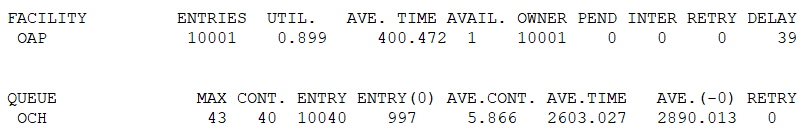 FACILITY ENTRIES UTIL. AVE. TIME AVAIL. OWNER PEND INTER RETRY DELAY
OAP 10001 0.899 400.472 1 10001 0 0 0 39
QUEUE MAX CONT. ENTRY ENTRY(0) AVE.CONT. AVE.TIME AVE.(-0) RETRY
OCH 43 40 10040 997 5.866 2603.027 2890.013 0